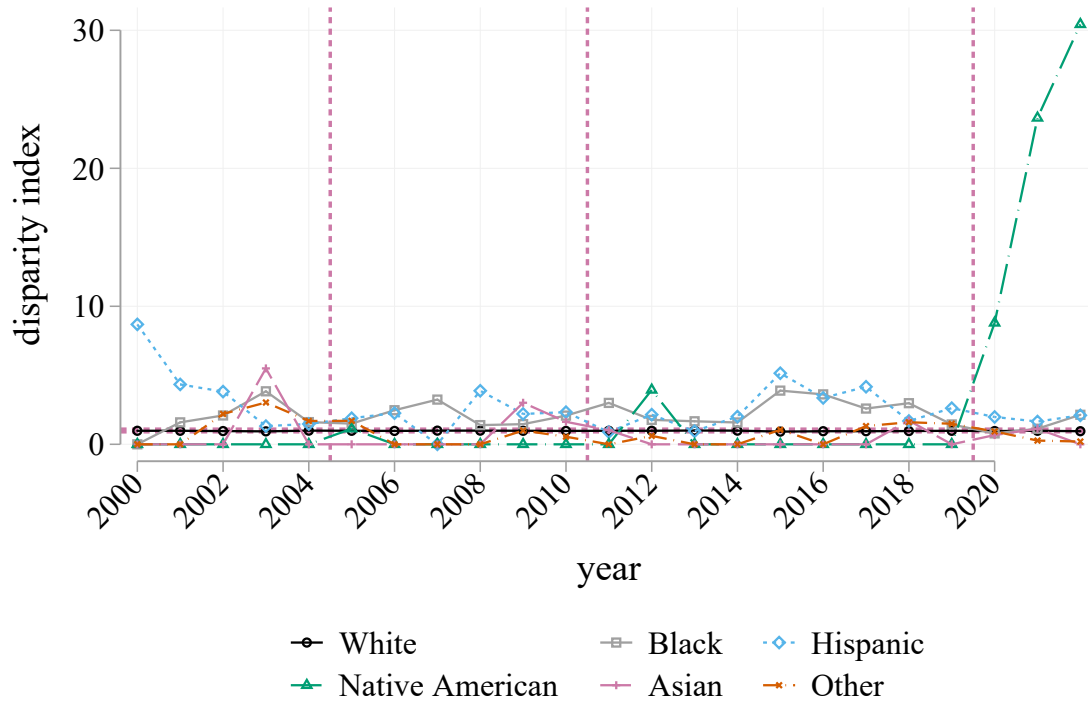 30
20
10
0
disparity index
2000 2002 2004 2006 2008 2010 2012 2014 2016 2018 2020
year
White Black Hispanic
Native American Asian Other